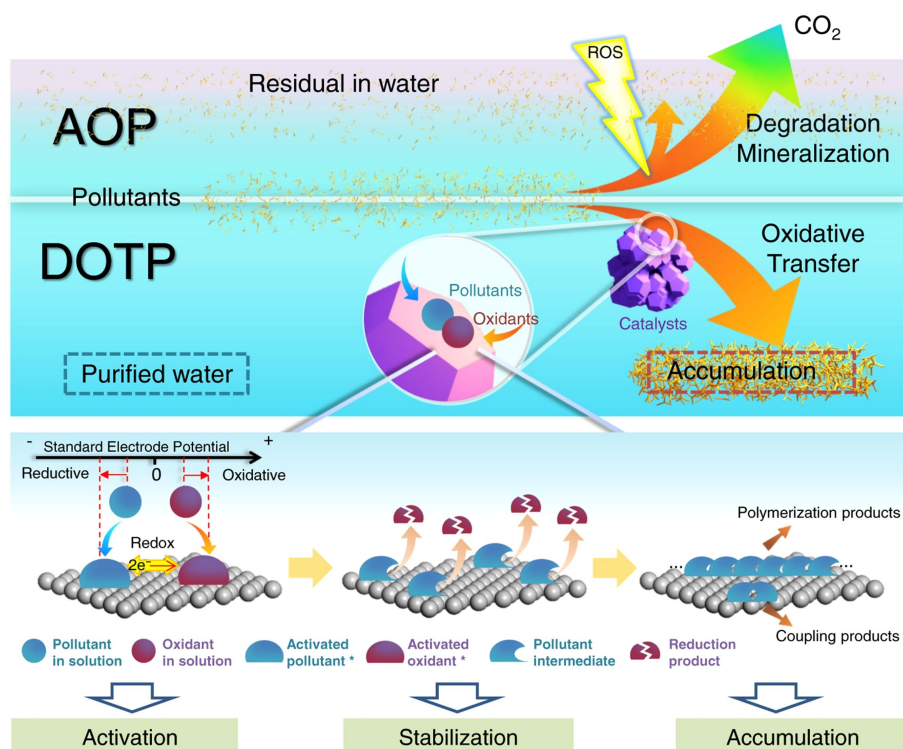 CO₂
ROS
Residual in water
AOP
Degradation
Mineralization
Pollutants
DOTP
Oxidative
Transfer
Pollutants
Oxidants
Catalysts
Purified water
Accumulation
- Standard Electrode Potential +
Reductive 0 Oxidative
Redox
2e⁻
Polymerization products
... ...
Coupling products
Pollutant
in solution
Oxidant
in solution
Activated
pollutant *
Activated
oxidant *
Pollutant
intermediate
Reduction
product
Activation
Stabilization
Accumulation